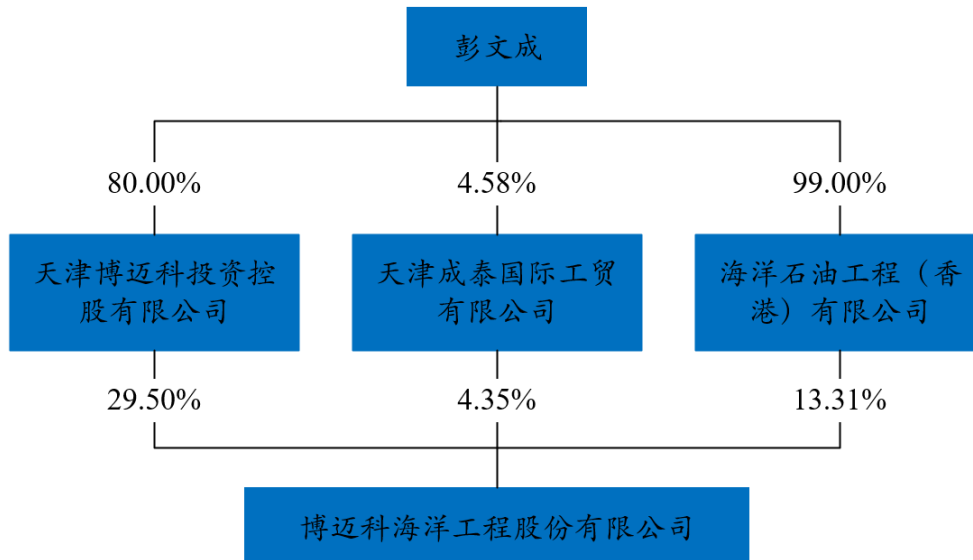 彭文成
80.00%
4.58%
99.00%
天津博迈科投资控
股有限公司
天津成泰国际工贸
有限公司
海洋石油工程（香
港）有限公司
29.50%
4.35%
13.31%
博迈科海洋工程股份有限公司